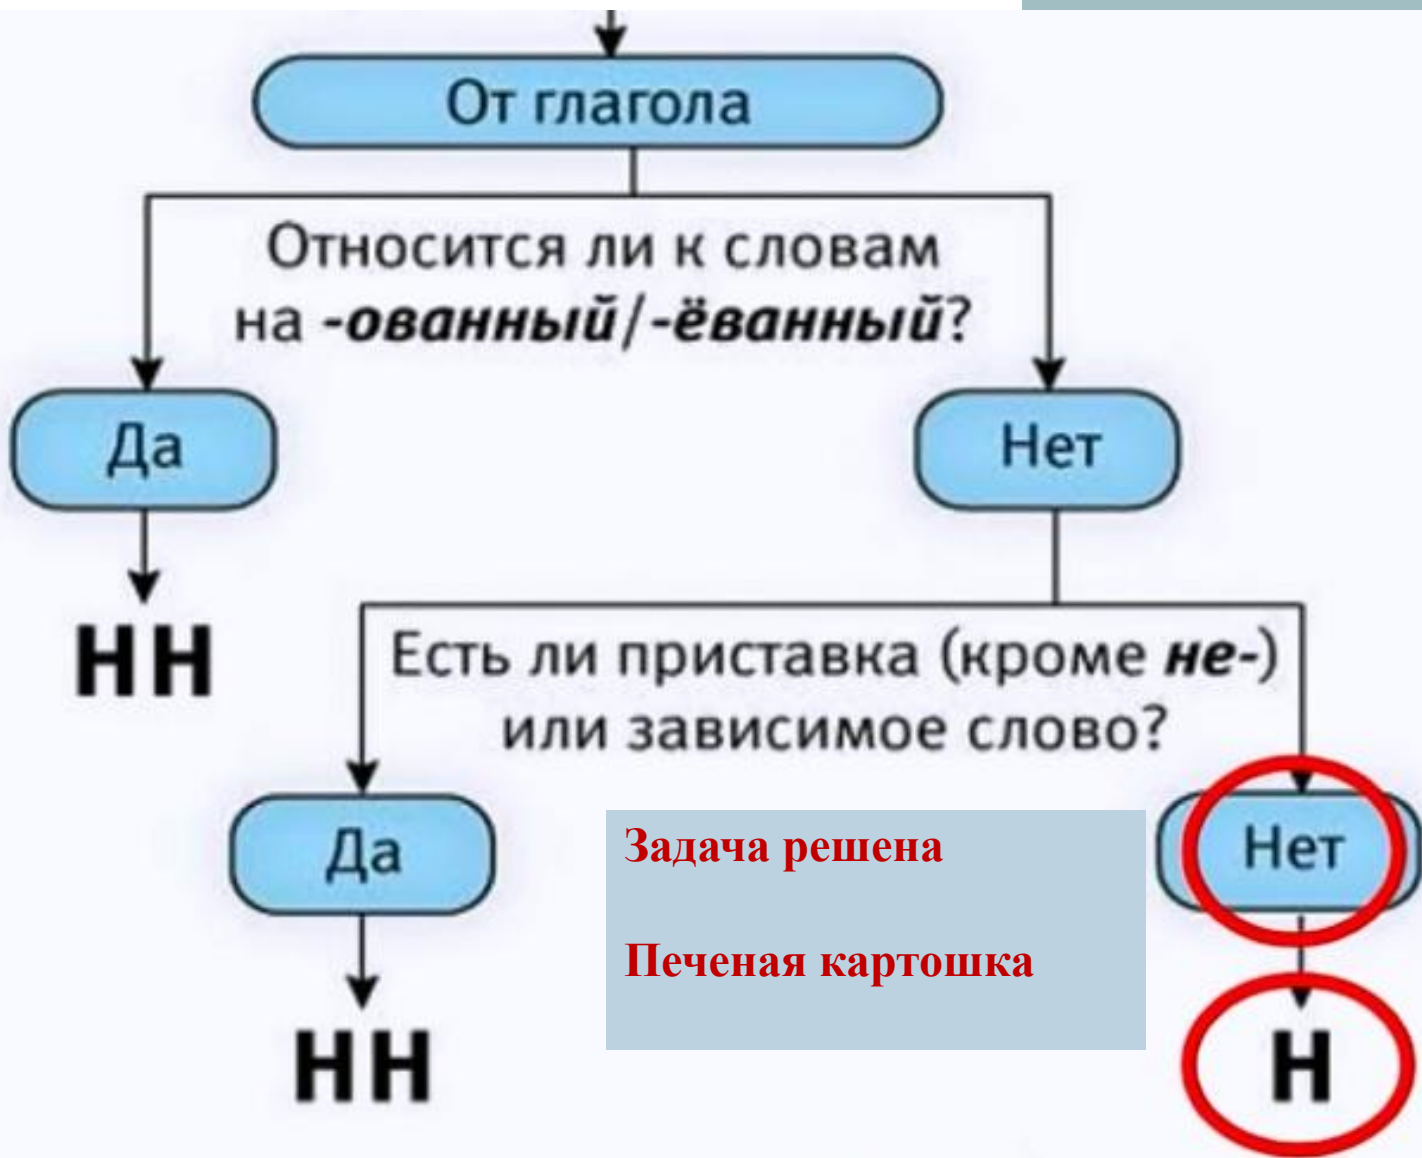 От глагола
Относится ли к словам
на -ованный/-ёванный?
Да
Нет
НН
Есть ли приставка (кроме не-)
или зависимое слово?
Да
Задача решена
Печеная картошка
Нет
НН
Н